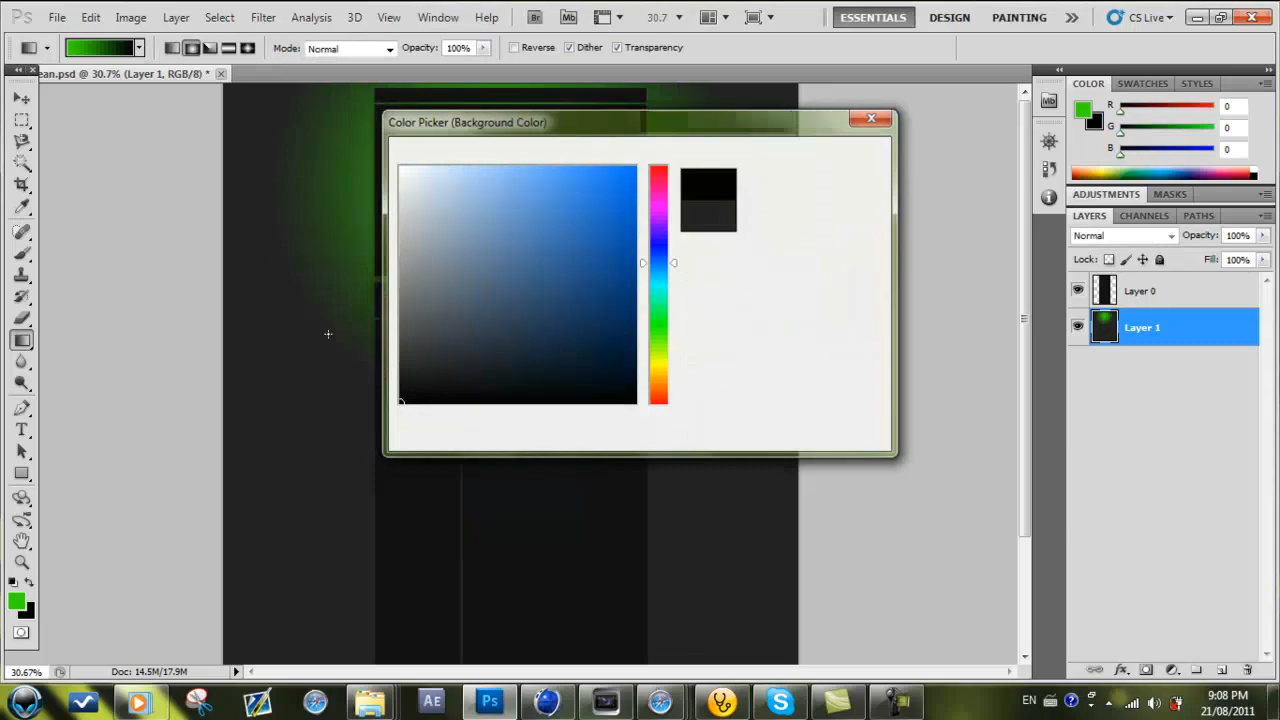 Ps File Edit Image Layer Select Filter Analysis 3D View Window Help Br Mb 30.7 ESSENTIALS DESIGN PAINTING CS Live
Mode: Normal Opacity: 100% Reverse Dither Transparency
ean.psd @ 30.7% (Layer 1, RGB/8) *
COLOR SWATCHES STYLES
Mb
R 0
G 0
B 0
Color Picker (Background Color)
ADJUSTMENTS MASKS
LAYERS CHANNELS PATHS
Normal Opacity: 100%
Lock: Fill: 100%
Layer 0
Layer 1
T
30.67% Doc: 14.5M/17.9M
AE Ps EN
9:08 PM
21/08/2011